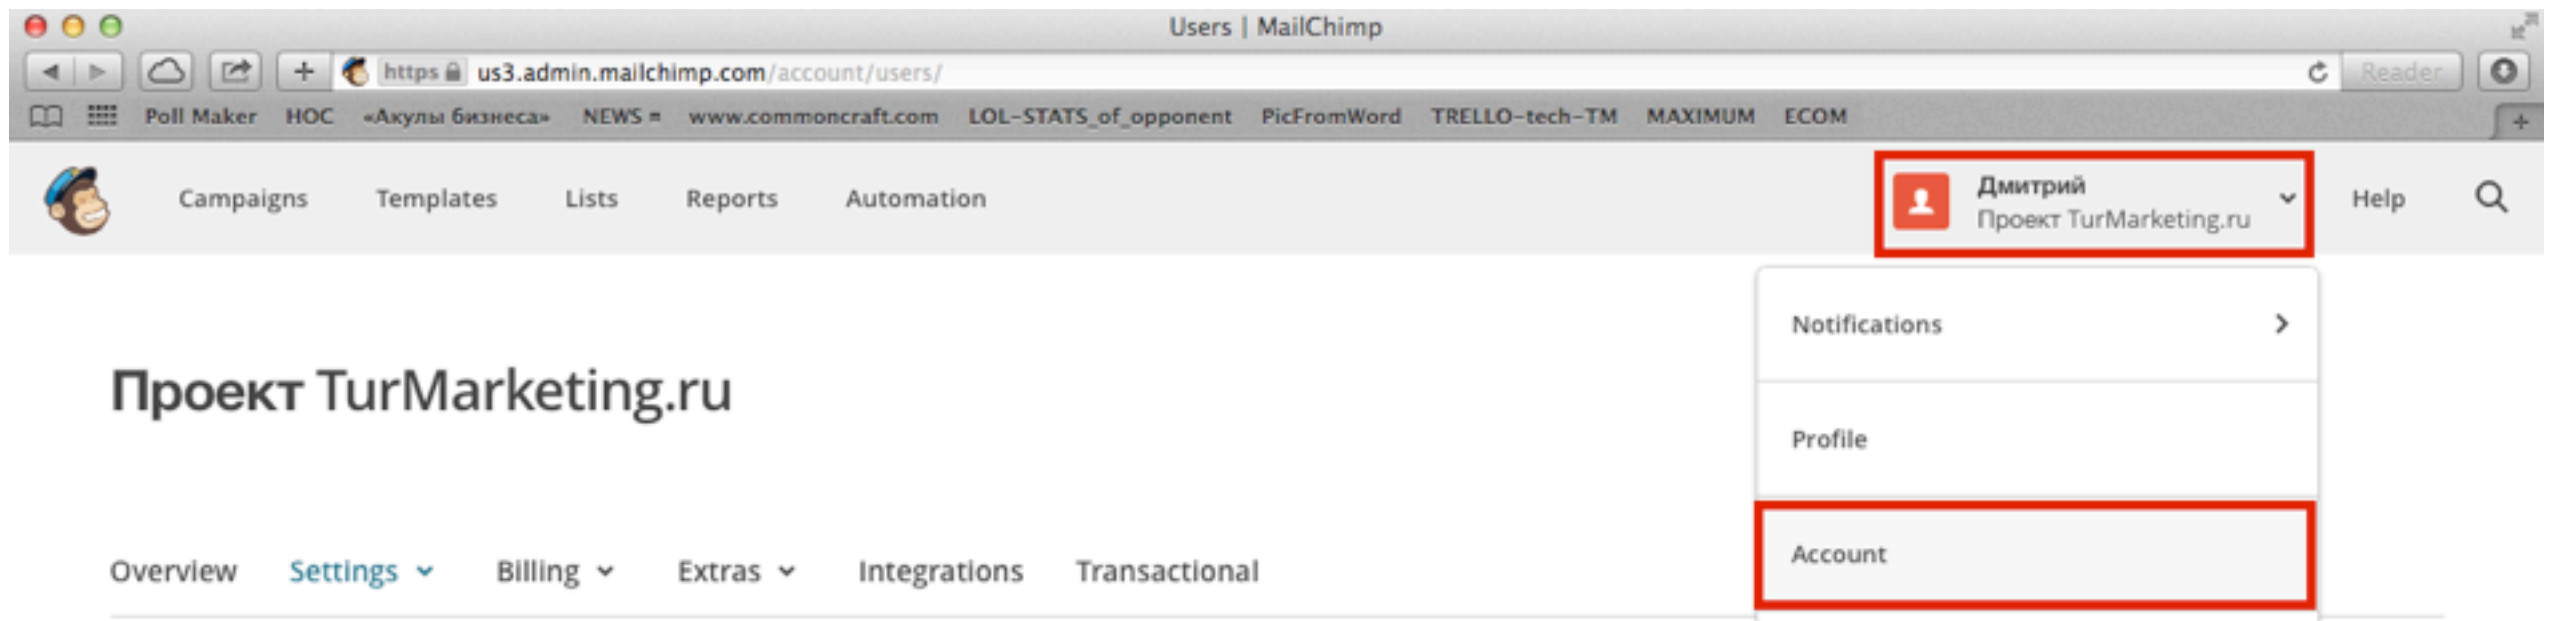 Users | MailChimp
https us3.admin.mailchimp.com/account/users/ Reader
Poll Maker НОС «Акулы бизнеса» NEWS = www.commoncraft.com LOL-STATS_of_opponent PicFromWord TRELLO-tech-TM MAXIMUM ECOM
Campaigns Templates Lists Reports Automation
Дмитрий
Проект TurMarketing.ru
Help
Notifications
Проект TurMarketing.ru
Profile
Account
Overview Settings Billing Extras Integrations Transactional